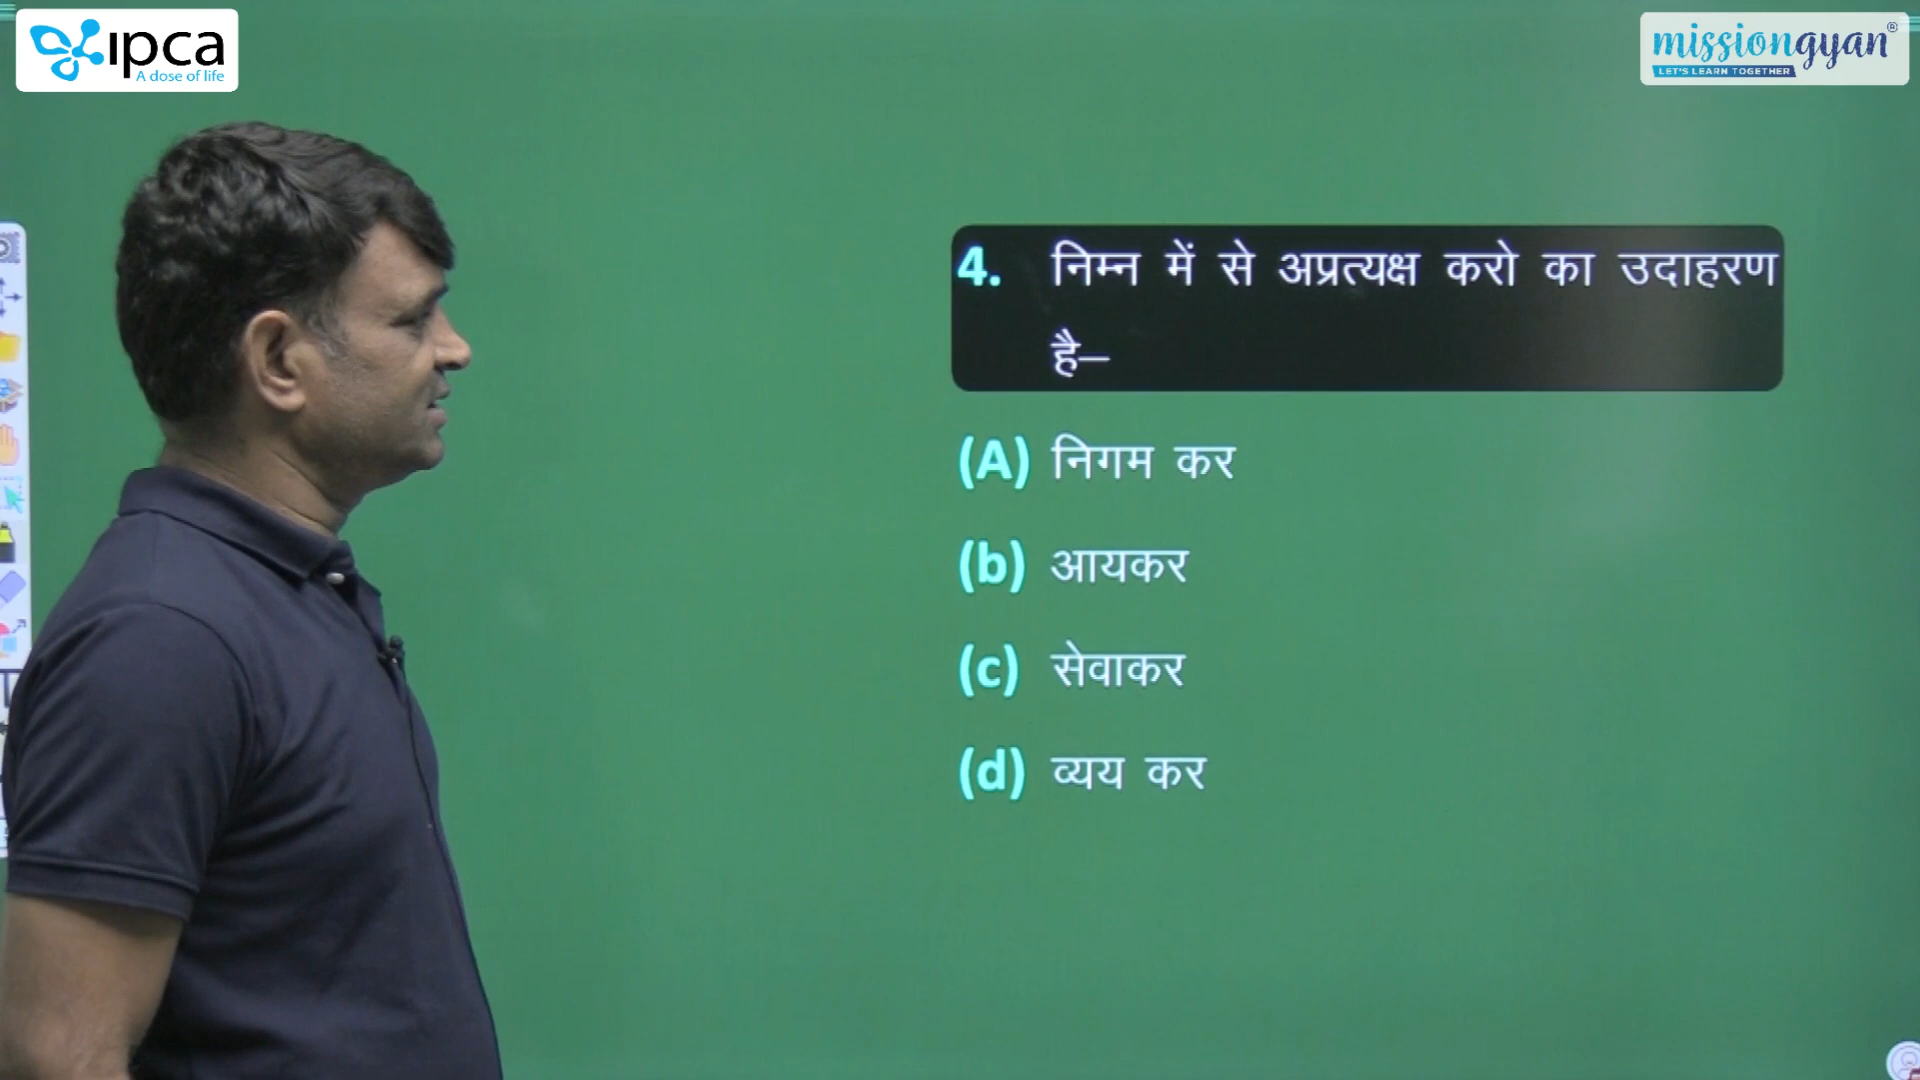 ipca
A dose of life
missiongyan®
LET'S LEARN TOGETHER
4. निम्न में से अप्रत्यक्ष करो का उदाहरण
है–
(A) निगम कर
(b) आयकर
(c) सेवाकर
(d) व्यय कर